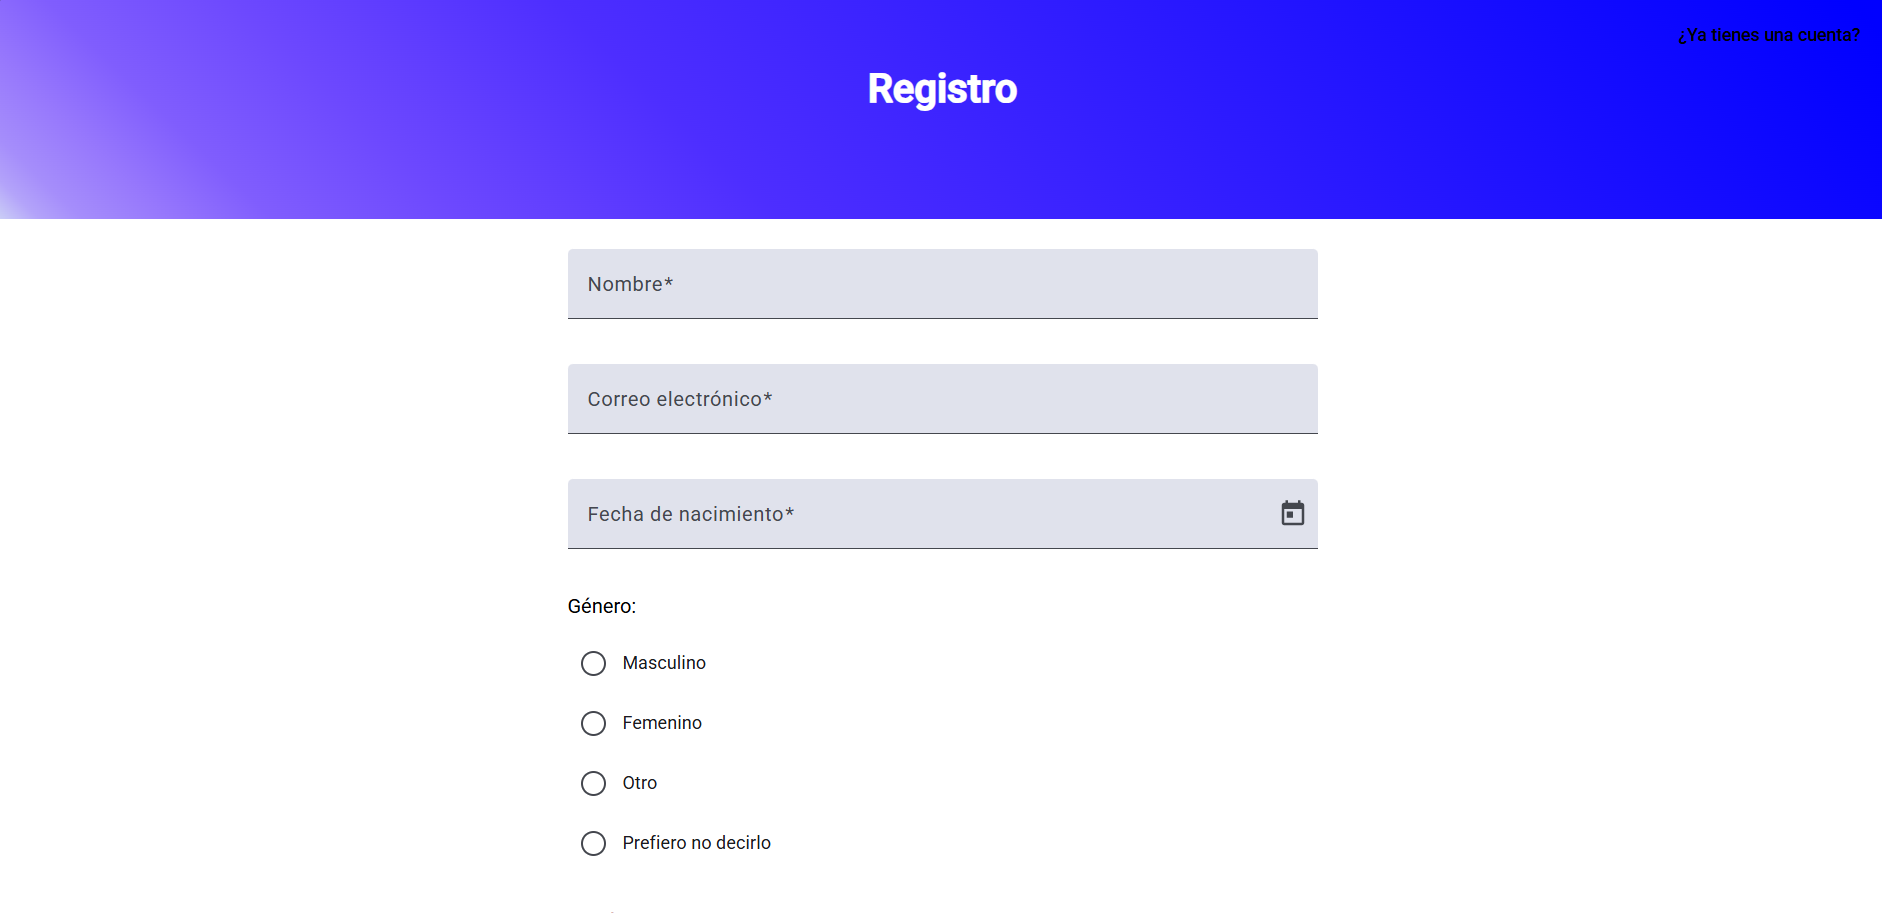 ¿Ya tienes una cuenta?
Registro
Nombre*
Correo electrónico*
Fecha de nacimiento*
Género:
Masculino
Femenino
Otro
Prefiero no decirlo